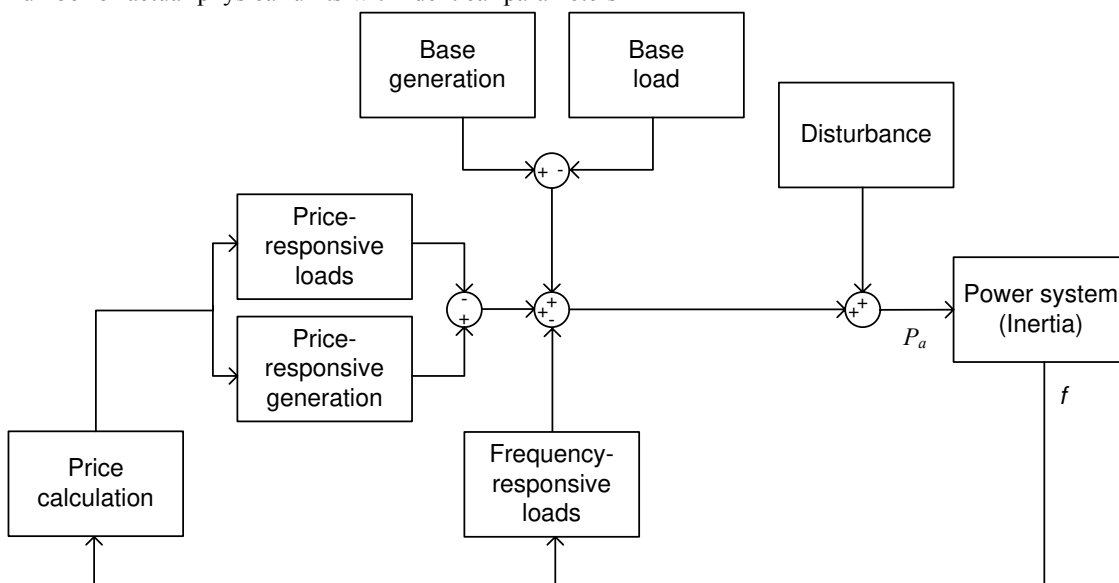 Base
generation
Base
load
Disturbance
+ -
Price-
responsive
loads
-
+
+
+
-
+
+
Power system
(Inertia)
Pa
f
Price-
responsive
generation
Price
calculation
Frequency-
responsive
loads